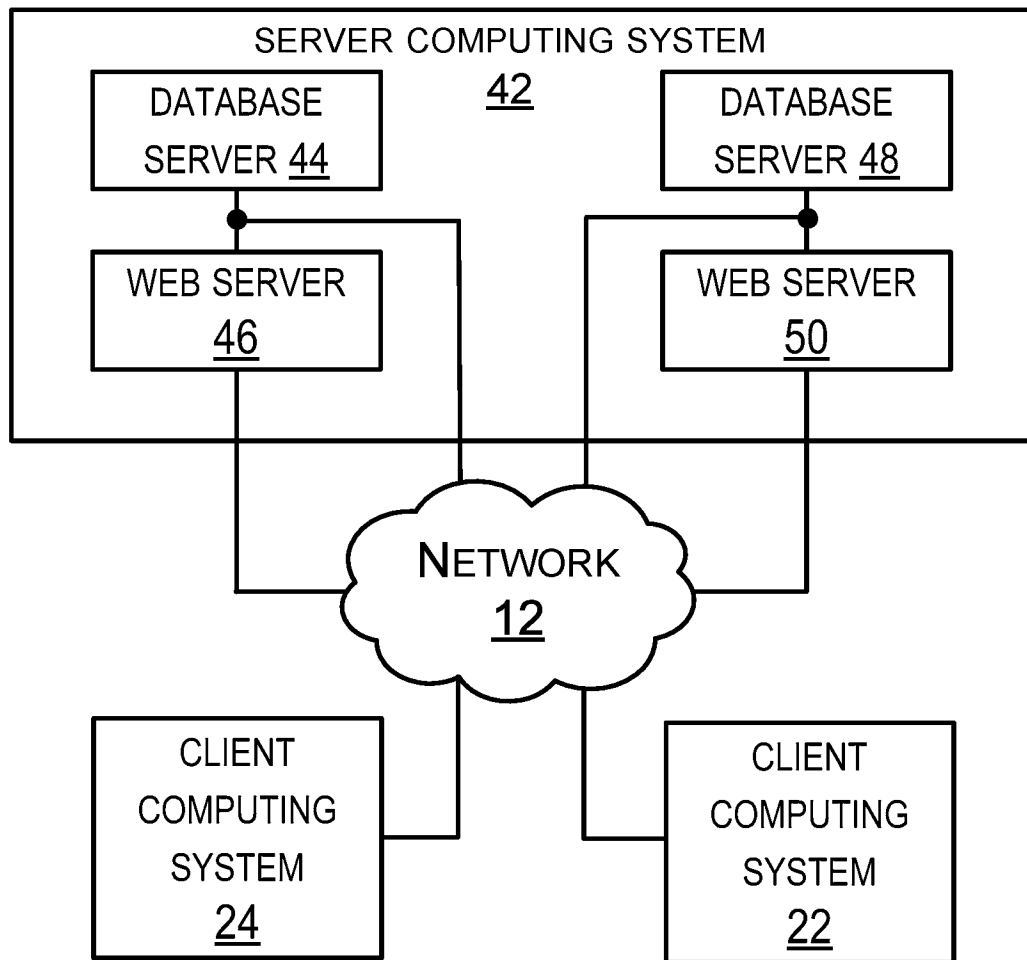 SERVER COMPUTING SYSTEM
42
DATABASE
SERVER 44
DATABASE
SERVER 48
WEB SERVER
46
WEB SERVER
50
NETWORK
12
CLIENT
COMPUTING
SYSTEM
24
CLIENT
COMPUTING
SYSTEM
22